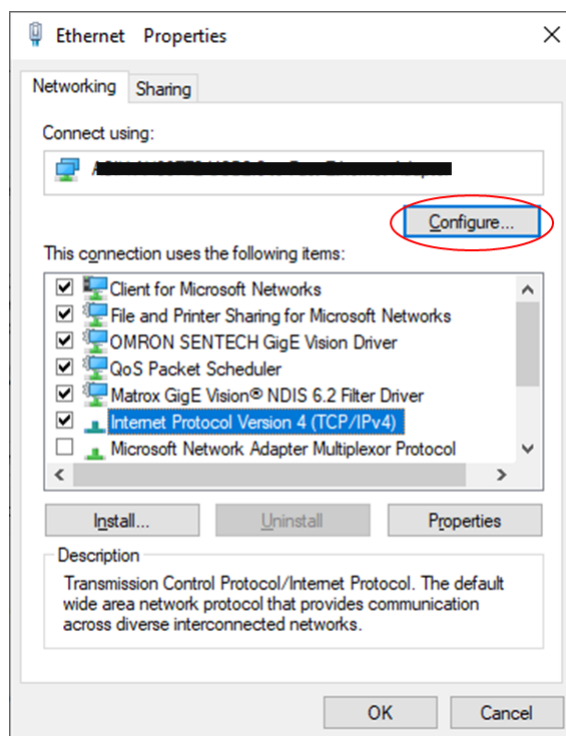 Ethernet Properties
Networking
Sharing
Connect using:
Configure...
This connection uses the following items:
Client for Microsoft Networks
File and Printer Sharing for Microsoft Networks
OMRON SENTECH GigE Vision Driver
QoS Packet Scheduler
Matrox GigE Vision® NDIS 6.2 Filter Driver
Internet Protocol Version 4 (TCP/IPv4)
Microsoft Network Adapter Multiplexor Protocol
Install...
Uninstall
Properties
Description
Transmission Control Protocol/Internet Protocol. The default
wide area network protocol that provides communication
across diverse interconnected networks.
OK
Cancel